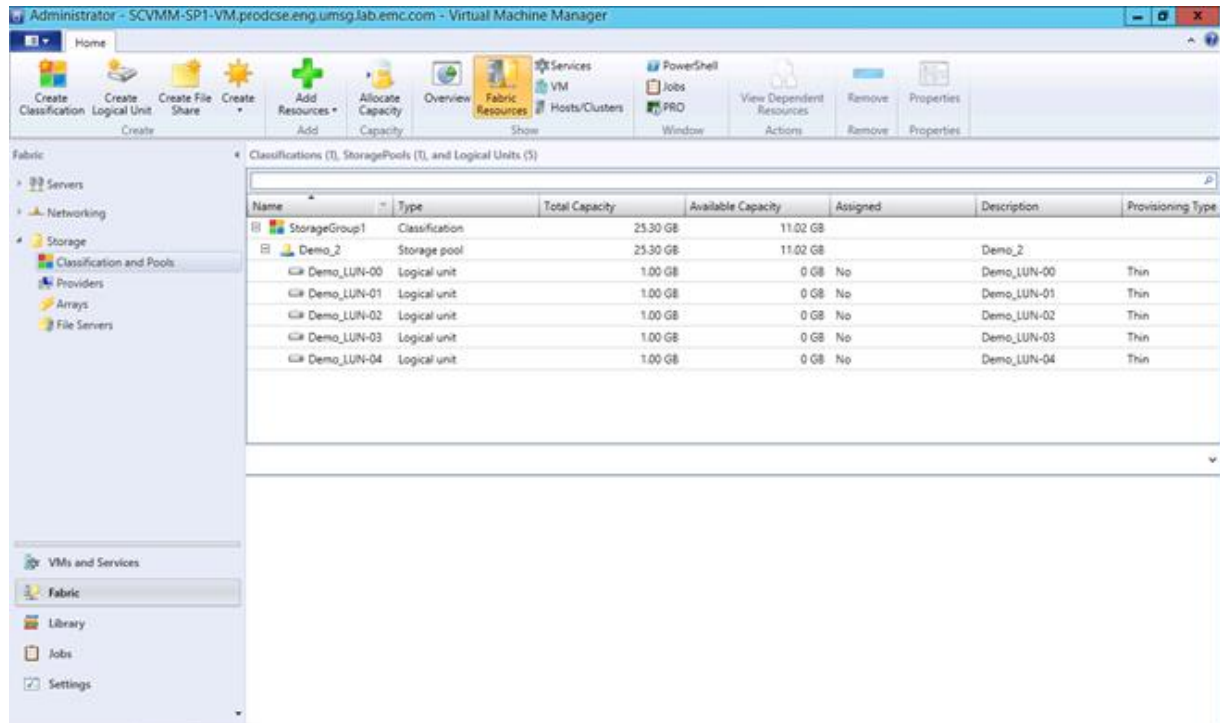 Administrator - SCVMM-SP1-VM.prodcse.eng.umsg.lab.emc.com - Virtual Machine Manager
Home
Create Classification
Create Logical Unit
Create File Share
Create
Add Resources
Allocate Capacity
Overview
Fabric Resources
Services
VM
Hosts/Clusters
PowerShell
Jobs
PRO
View Dependent Resources
Remove
Properties
Create
Add
Capacity
Show
Window
Actions
Remove
Properties
Fabric
Classifications (1), StoragePools (1), and Logical Units (5)
Servers
Networking
Storage
Classification and Pools
Providers
Arrays
File Servers
Name Type Total Capacity Available Capacity Assigned Description Provisioning Type
StorageGroup1 Classification 25.30 GB 11.02 GB
Demo_2 Storage pool 25.30 GB 11.02 GB Demo_2
Demo_LUN-00 Logical unit 1.00 GB 0 GB No Demo_LUN-00 Thin
Demo_LUN-01 Logical unit 1.00 GB 0 GB No Demo_LUN-01 Thin
Demo_LUN-02 Logical unit 1.00 GB 0 GB No Demo_LUN-02 Thin
Demo_LUN-03 Logical unit 1.00 GB 0 GB No Demo_LUN-03 Thin
Demo_LUN-04 Logical unit 1.00 GB 0 GB No Demo_LUN-04 Thin
VMs and Services
Fabric
Library
Jobs
Settings